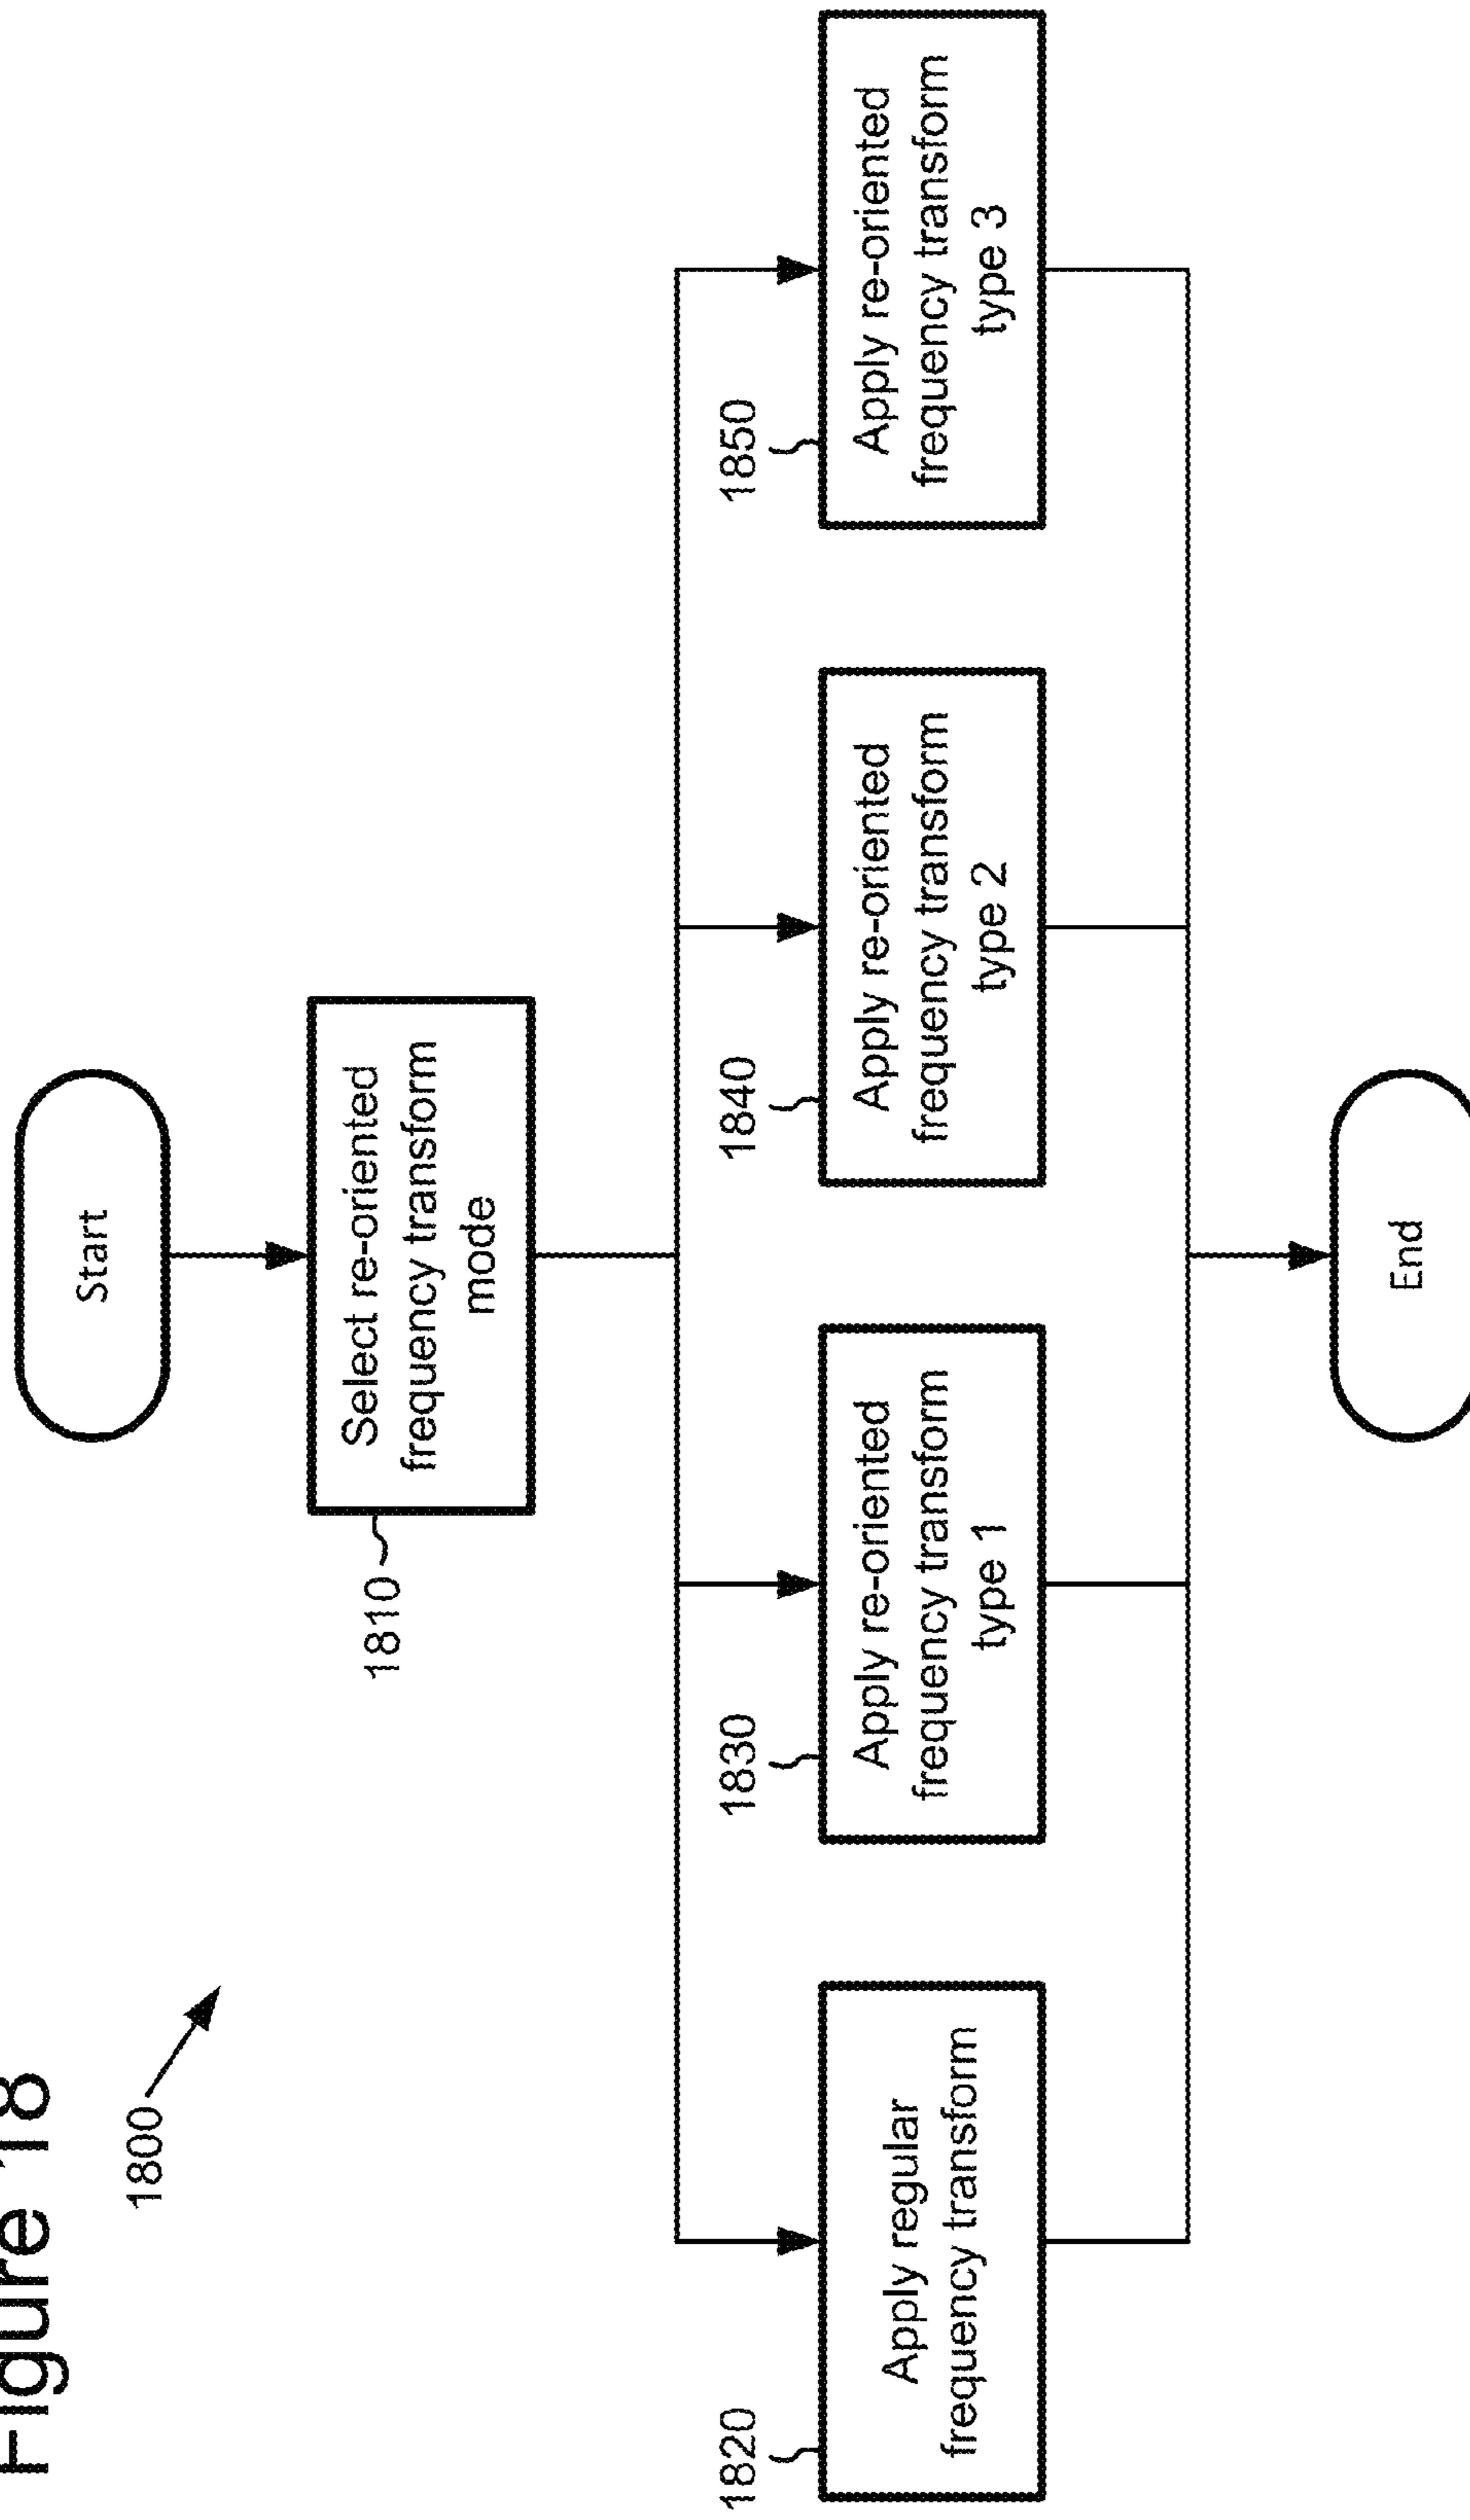 Figure 18
1800
Start
1810
Select re-oriented
frequency transform
mode
1820
Apply regular
frequency transform
1830
Apply re-oriented
frequency transform
type 1
1840
Apply re-oriented
frequency transform
type 2
1850
Apply re-oriented
frequency transform
type 3
End